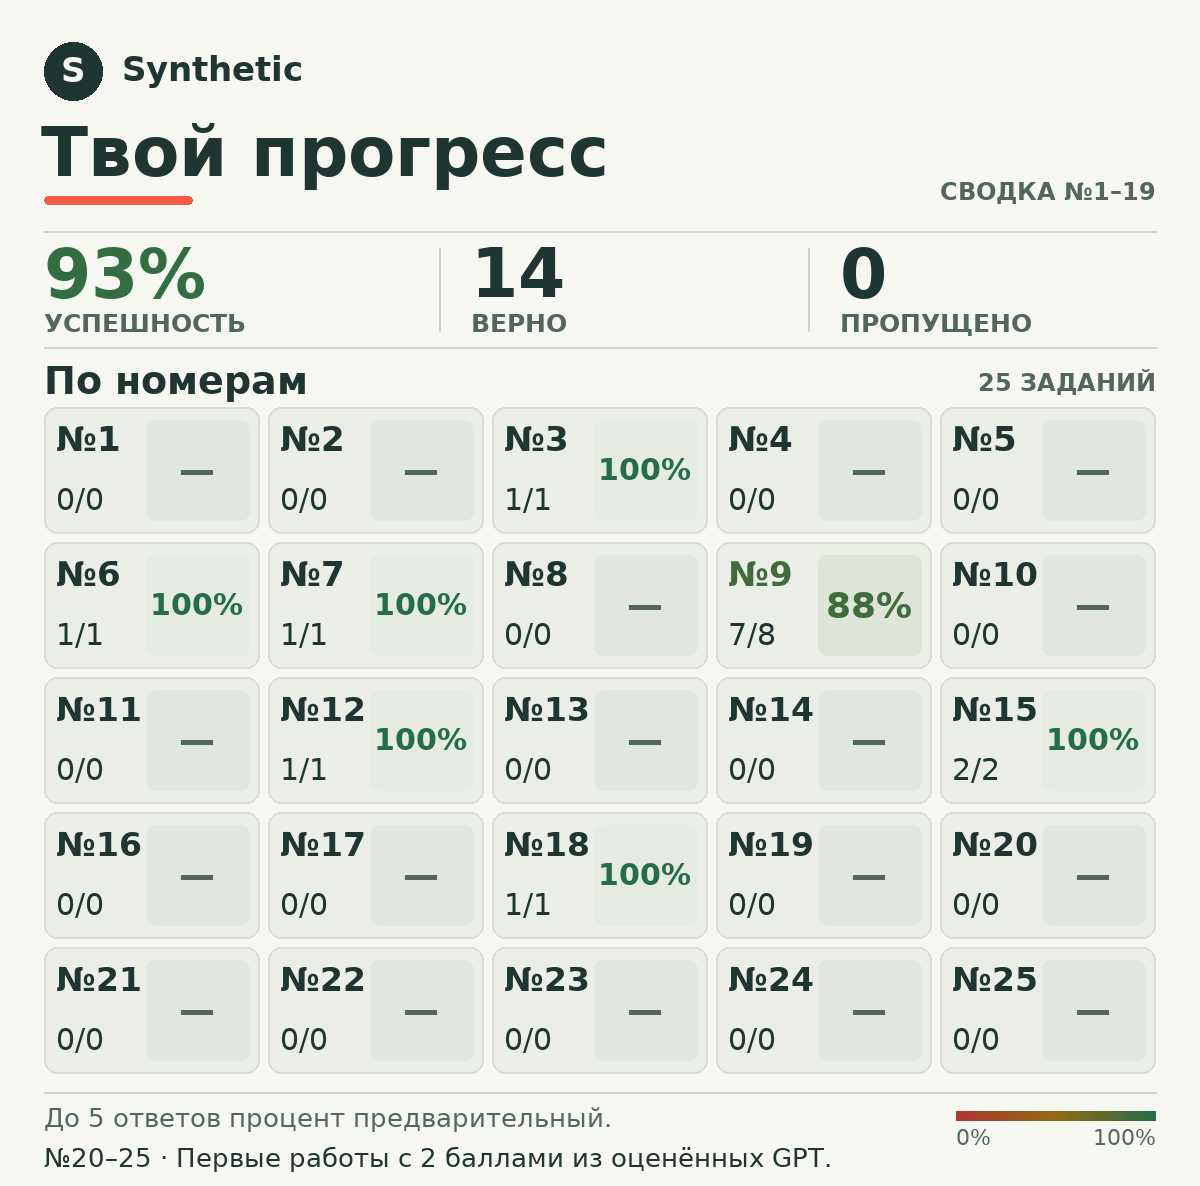 S Synthetic
Твой прогресс
СВОДКА №1–19
93% 14 0
УСПЕШНОСТЬ ВЕРНО ПРОПУЩЕНО
По номерам 25 ЗАДАНИЙ
№1 — №2 — №3 100% №4 — №5 —
0/0 0/0 1/1 0/0 0/0
№6 100% №7 100% №8 — №9 88% №10 —
1/1 1/1 0/0 7/8 0/0
№11 — №12 100% №13 — №14 — №15 100%
0/0 1/1 0/0 0/0 2/2
№16 — №17 — №18 100% №19 — №20 —
0/0 0/0 1/1 0/0 0/0
№21 — №22 — №23 — №24 — №25 —
0/0 0/0 0/0 0/0 0/0
До 5 ответов процент предварительный.
0% 100%
№20–25 · Первые работы с 2 баллами из оценённых GPT.